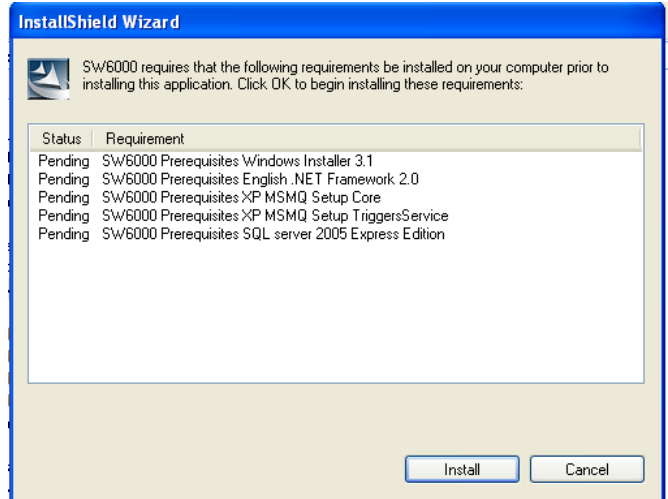 InstallShield Wizard
SW6000 requires that the following requirements be installed on your computer prior to
installing this application. Click OK to begin installing these requirements:
Status Requirement
Pending SW6000 Prerequisites Windows Installer 3.1
Pending SW6000 Prerequisites English .NET Framework 2.0
Pending SW6000 Prerequisites XP MSMQ Setup Core
Pending SW6000 Prerequisites XP MSMQ Setup TriggersService
Pending SW6000 Prerequisites SQL server 2005 Express Edition
Install Cancel